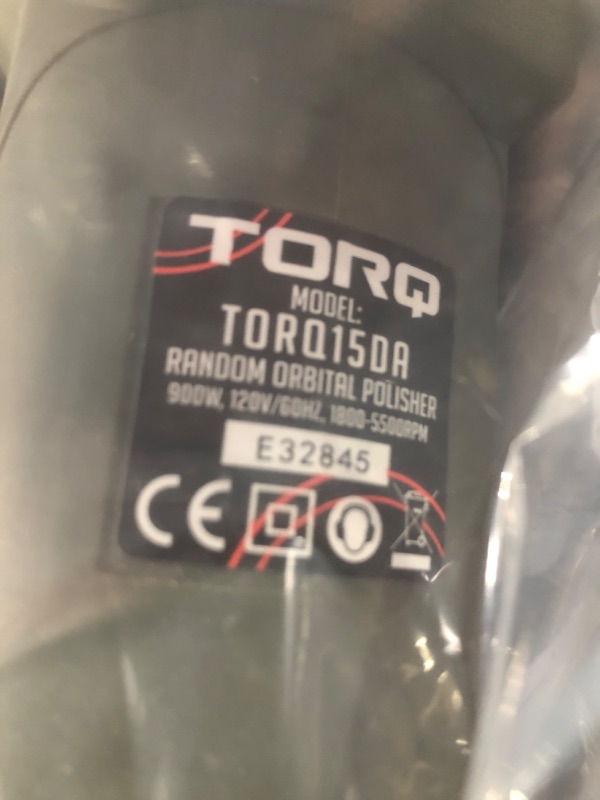 TORQ
MODEL:
TORQ15DA
RANDOM ORBITAL POLISHER
900W, 120V/60HZ, 1800-5500RPM
E32845
CE